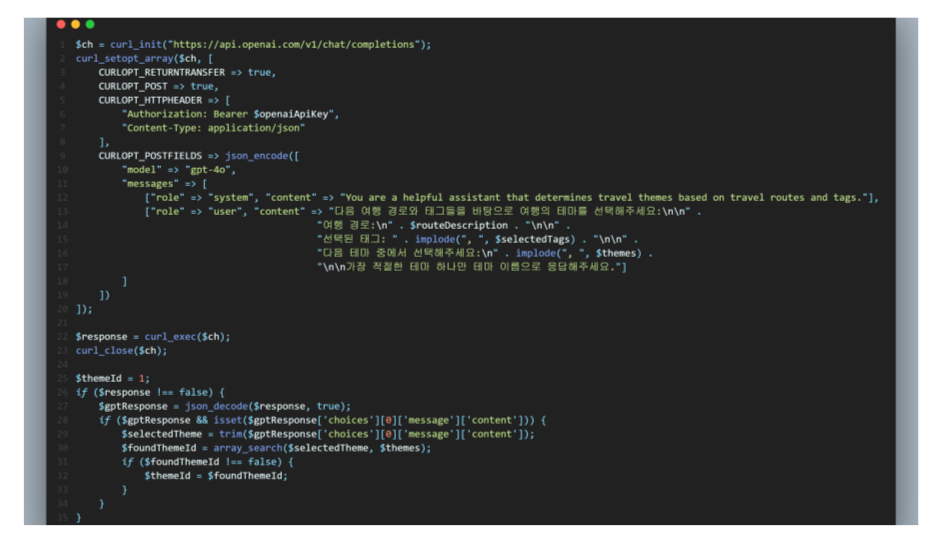 1 $ch = curl_init("https://api.openai.com/v1/chat/completions");
2 curl_setopt_array($ch, [
3 CURLOPT_RETURNTRANSFER => true,
4 CURLOPT_POST => true,
5 CURLOPT_HTTPHEADER => [
6 "Authorization: Bearer $openaiApiKey",
7 "Content-Type: application/json"
8 ],
9 CURLOPT_POSTFIELDS => json_encode([
10 "model" => "gpt-4o",
11 "messages" => [
12 ["role" => "system", "content" => "You are a helpful assistant that determines travel themes based on travel routes and tags."],
13 ["role" => "user", "content" => "다음 여행 경로와 태그들을 바탕으로 여행의 테마를 선택해주세요:\n\n" .
14 "여행 경로:\n" . $routeDescription . "\n\n" .
15 "선택된 태그: " . implode(", ", $selectedTags) . "\n\n" .
16 "다음 테마 중에서 선택해주세요:\n" . implode(", ", $themes) .
17 "\n\n가장 적절한 테마 하나만 테마 이름으로 응답해주세요."]
18 ]
19 ])
20 ]);
21
22 $response = curl_exec($ch);
23 curl_close($ch);
24
25 $themeId = 1;
26 if ($response !== false) {
27 $gptResponse = json_decode($response, true);
28 if ($gptResponse && isset($gptResponse['choices'][0]['message']['content'])) {
29 $selectedTheme = trim($gptResponse['choices'][0]['message']['content']);
30 $foundThemeId = array_search($selectedTheme, $themes);
31 if ($foundThemeId !== false) {
32 $themeId = $foundThemeId;
33 }
34 }
35 }